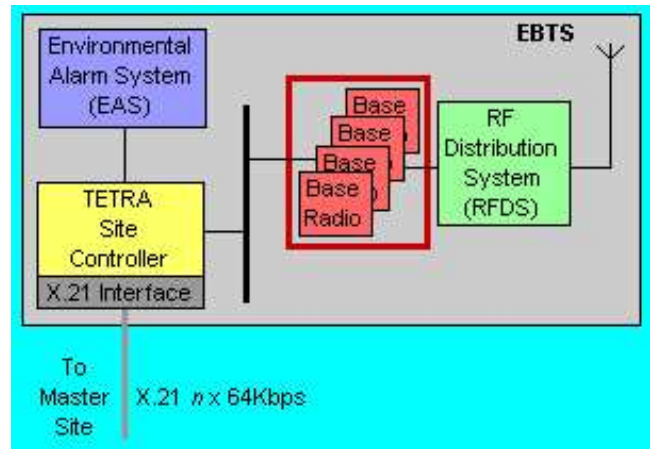 EBTS
Environmental
Alarm System
(EAS)
Base
Base
Base
Base
Radio
RF
Distribution
System
(RFDS)
TETRA
Site
Controller
X.21 Interface
To
Master
Site
X.21 n x 64Kbps